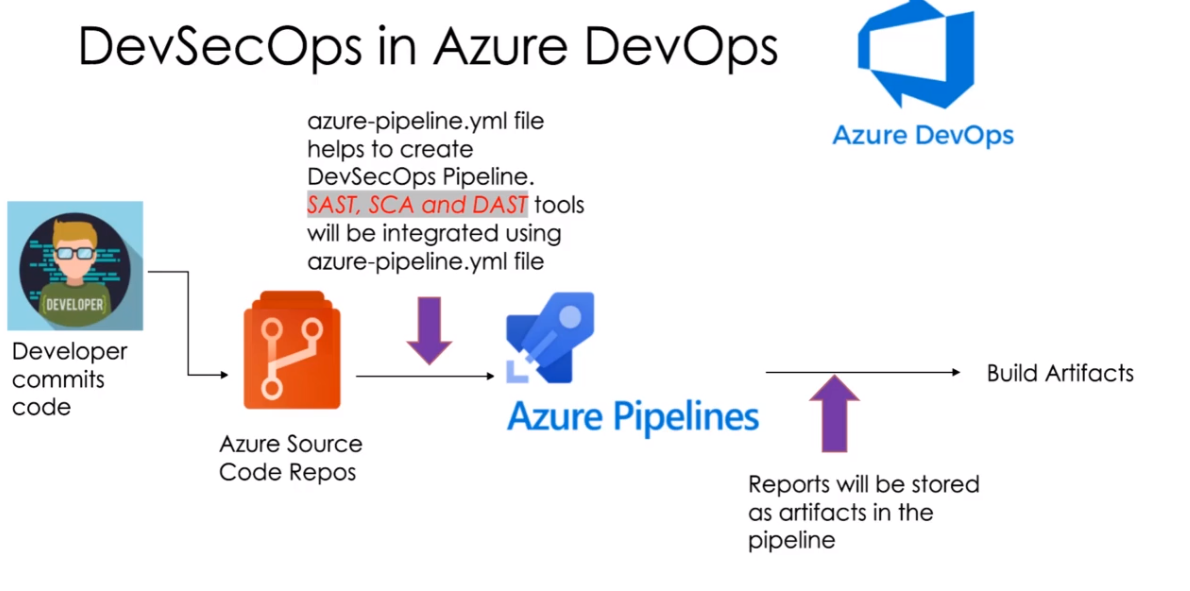 DevSecOps in Azure DevOps
Azure DevOps
azure-pipeline.yml file
helps to create
DevSecOps Pipeline.
SAST, SCA and DAST tools
will be integrated using
azure-pipeline.yml file
DEVELOPER
Developer
commits
code
Azure Source
Code Repos
Azure Pipelines
Build Artifacts
Reports will be stored
as artifacts in the
pipeline